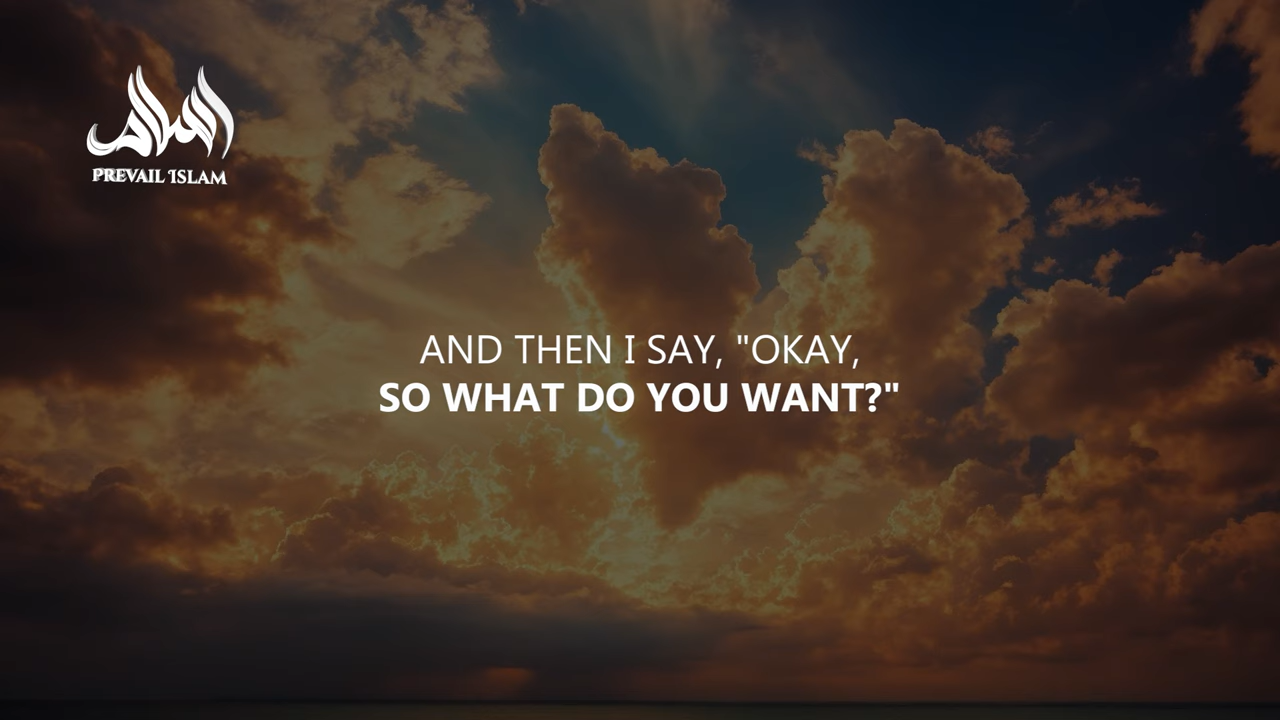 PREVAIL ISLAM
AND THEN I SAY, "OKAY,
SO WHAT DO YOU WANT?"